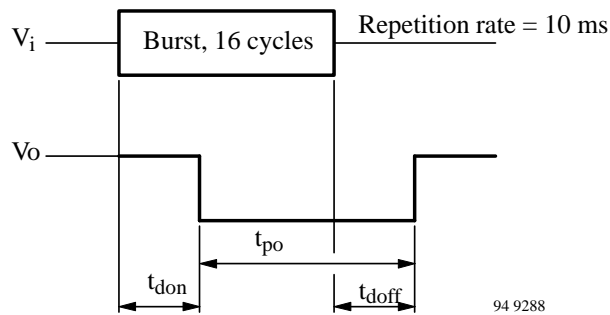 Repetition rate = 10 ms
Vi
Burst, 16 cycles
Vo
tpo
tdon
tdoff
94 9288